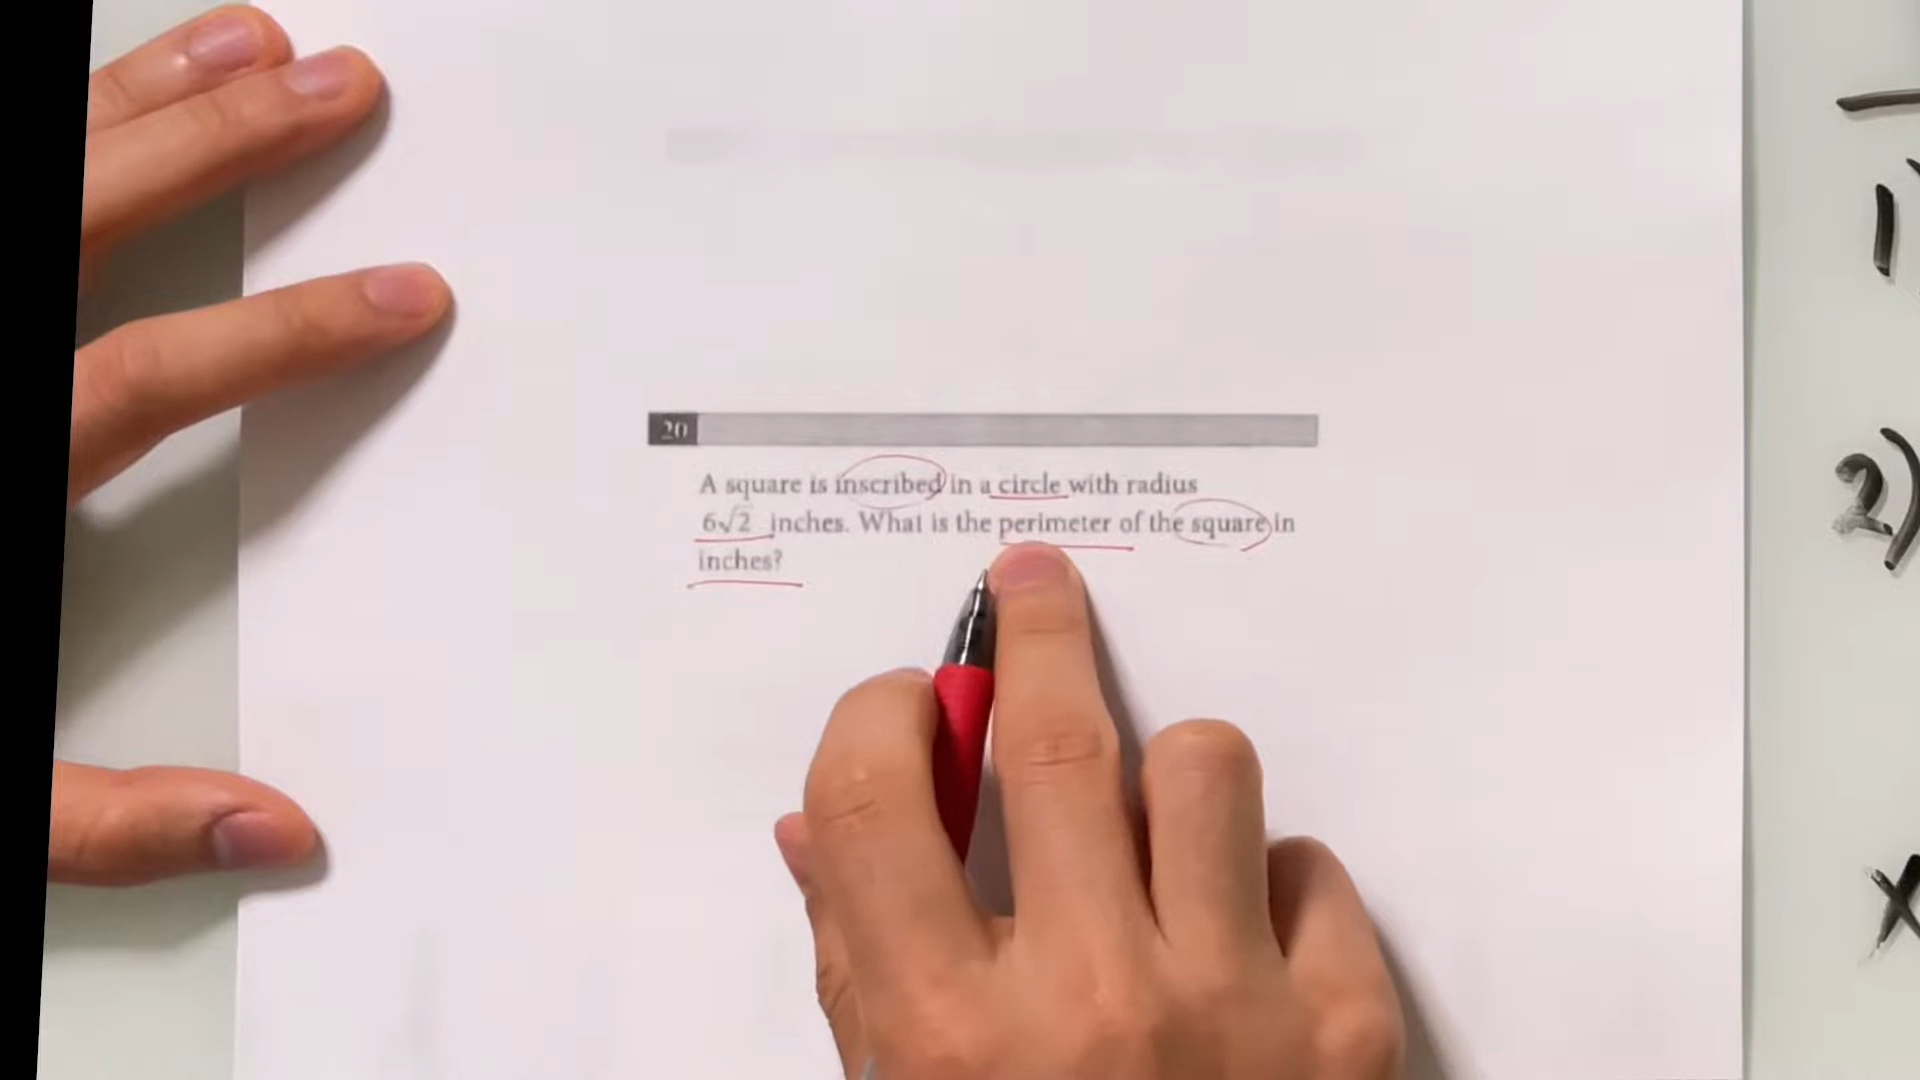 20
A square is inscribed in a circle with radius
6√2 inches. What is the perimeter of the square in
inches?
1)
2)
x